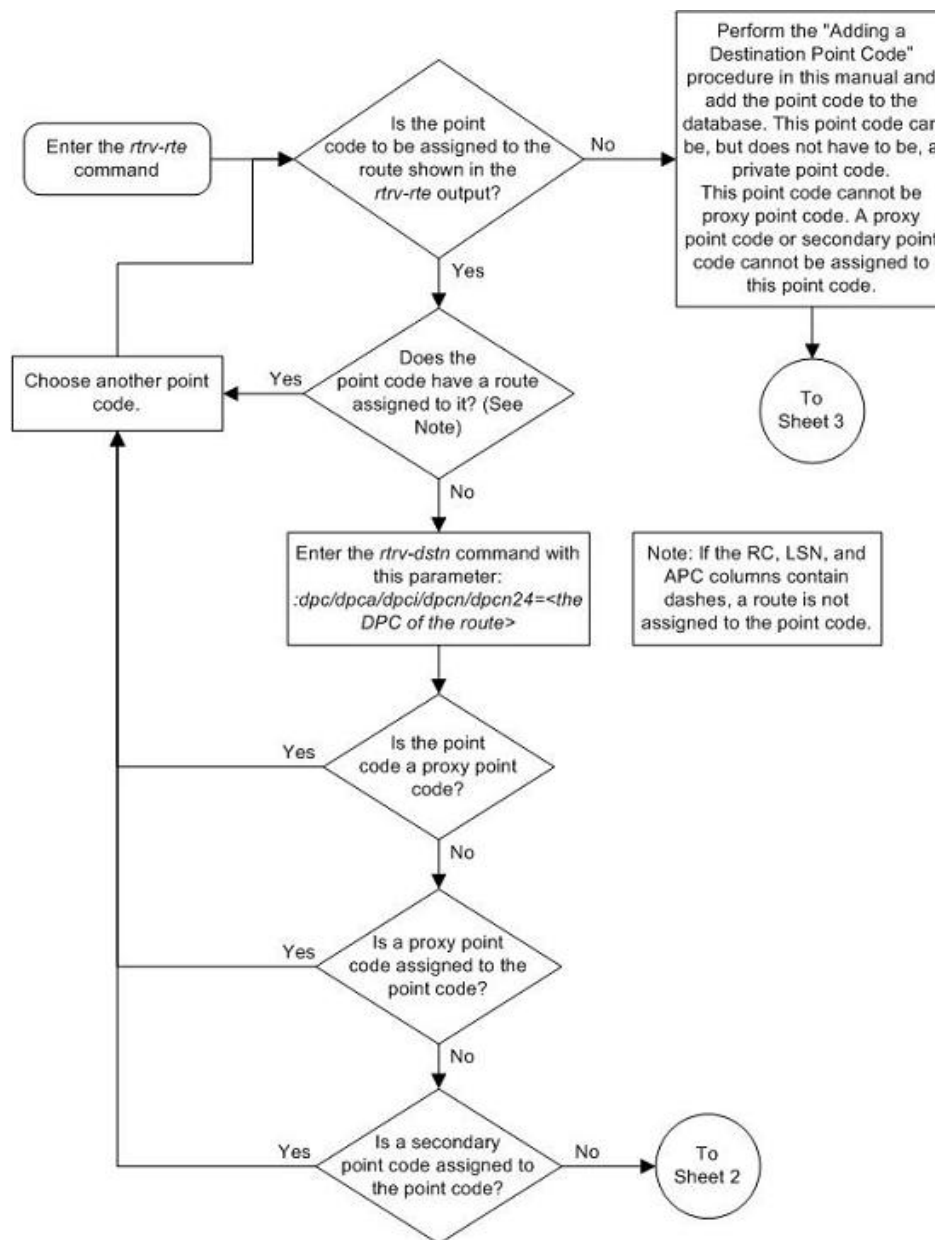 Enter the rtrv-rte
command
Is the point
code to be assigned to the
route shown in the
rtrv-rte output?
No
Perform the "Adding a
Destination Point Code"
procedure in this manual and
add the point code to the
database. This point code can
be, but does not have to be, a
private point code.
This point code cannot be
proxy point code. A proxy
point code or secondary point
code cannot be assigned to
this point code.
Yes
Choose another point
code.
Yes
Does the
point code have a route
assigned to it? (See
Note)
To
Sheet 3
No
Enter the rtrv-dstn command with
this parameter:
:dpc/dpca/dpci/dpcn/dpcn24=<the
DPC of the route>
Note: If the RC, LSN, and
APC columns contain
dashes, a route is not
assigned to the point code.
Yes
Is the point
code a proxy point
code?
No
Yes
Is a proxy point
code assigned to the
point code?
No
Yes
Is a secondary
point code assigned to
the point code?
No
To
Sheet 2